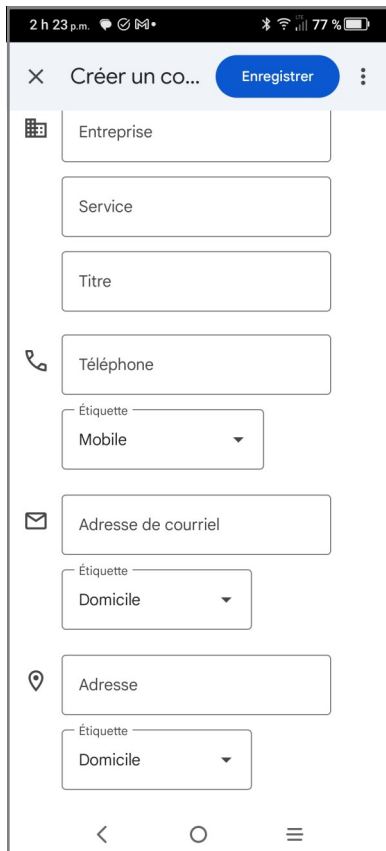 2 h 23 p.m. 77 %
Créer un co... Enregistrer
Entreprise
Service
Titre
Téléphone
Étiquette
Mobile
Adresse de courriel
Étiquette
Domicile
Adresse
Étiquette
Domicile